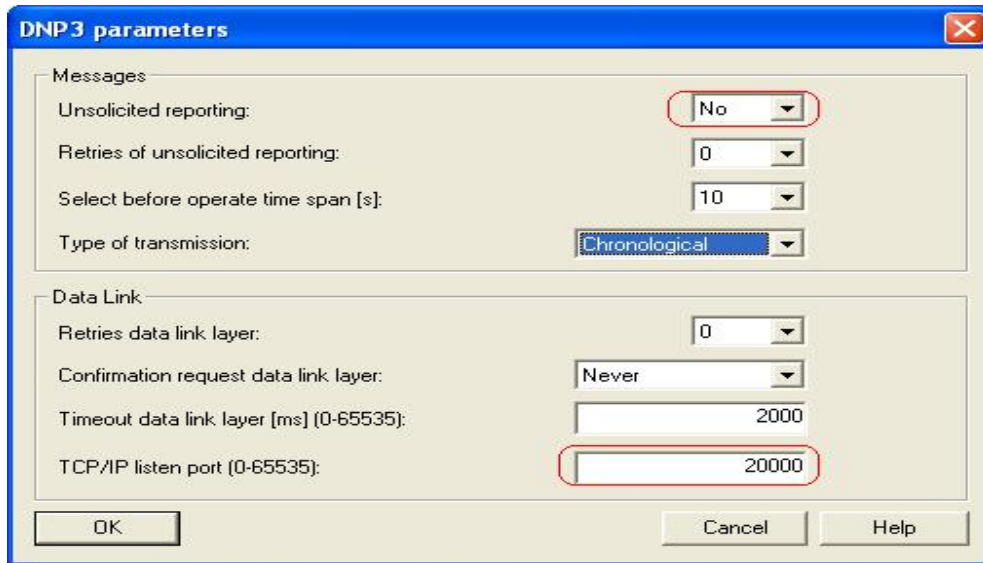 DNP3 parameters
Messages
Unsolicited reporting: No
Retries of unsolicited reporting: 0
Select before operate time span [s]: 10
Type of transmission: Chronological
Data Link
Retries data link layer: 0
Confirmation request data link layer: Never
Timeout data link layer [ms] (0-65535): 2000
TCP/IP listen port (0-65535): 20000
OK Cancel Help